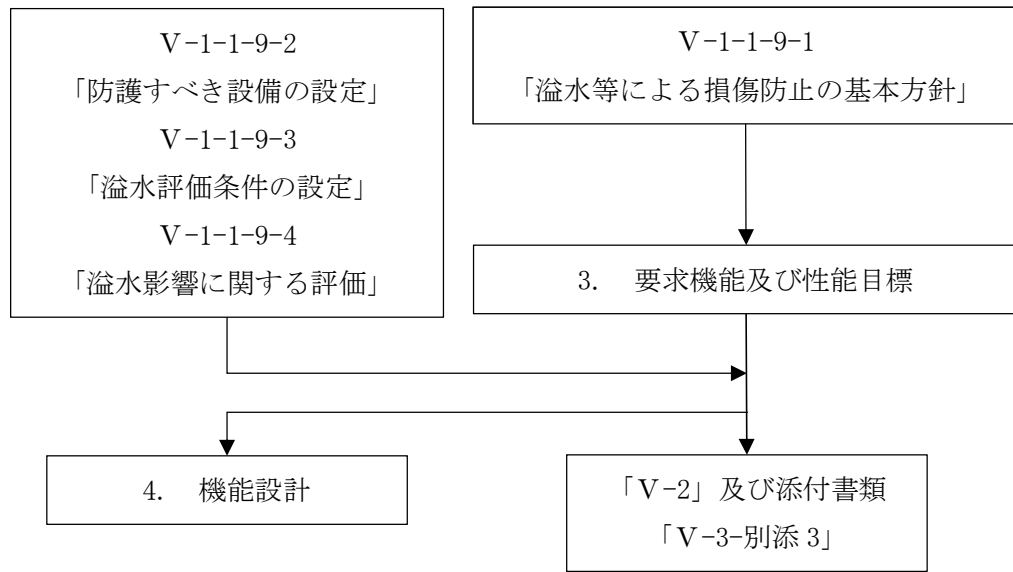 Ⅴ-1-1-9-2
「防護すべき設備の設定」
Ⅴ-1-1-9-3
「溢水評価条件の設定」
Ⅴ-1-1-9-4
「溢水影響に関する評価」
Ⅴ-1-1-9-1
「溢水等による損傷防止の基本方針」
3. 要求機能及び性能目標
4. 機能設計
「Ⅴ-2」及び添付書類
「Ⅴ-3-別添 3」